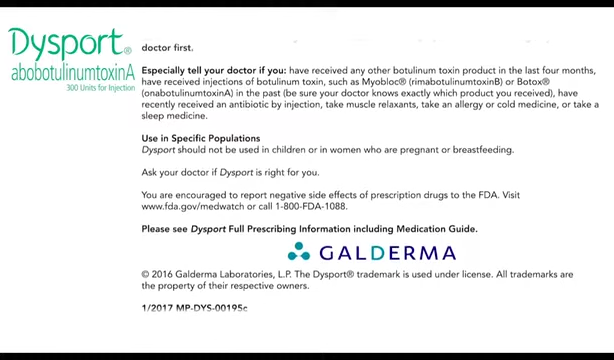 Dysport®
abobotulinumtoxinA
300 Units for Injection
doctor first.
Especially tell your doctor if you: have received any other botulinum toxin product in the last four months,
have received injections of botulinum toxin, such as Myobloc® (rimabotulinumtoxinB) or Botox®
(onabotulinumtoxinA) in the past (be sure your doctor knows exactly which product you received), have
recently received an antibiotic by injection, take muscle relaxants, take an allergy or cold medicine, or take a
sleep medicine.
Use in Specific Populations
Dysport should not be used in children or in women who are pregnant or breastfeeding.
Ask your doctor if Dysport is right for you.
You are encouraged to report negative side effects of prescription drugs to the FDA. Visit
www.fda.gov/medwatch or call 1-800-FDA-1088.
Please see Dysport Full Prescribing Information including Medication Guide.
GALDERMA
© 2016 Galderma Laboratories, L.P. The Dysport® trademark is used under license. All trademarks are
the property of their respective owners.
1/2017 MP-DYS-00195c